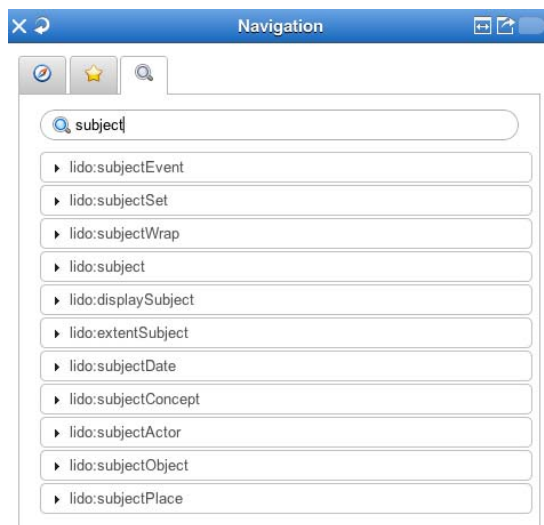 Navigation
subject
lido:subjectEvent
lido:subjectSet
lido:subjectWrap
lido:subject
lido:displaySubject
lido:extentSubject
lido:subjectDate
lido:subjectConcept
lido:subjectActor
lido:subjectObject
lido:subjectPlace